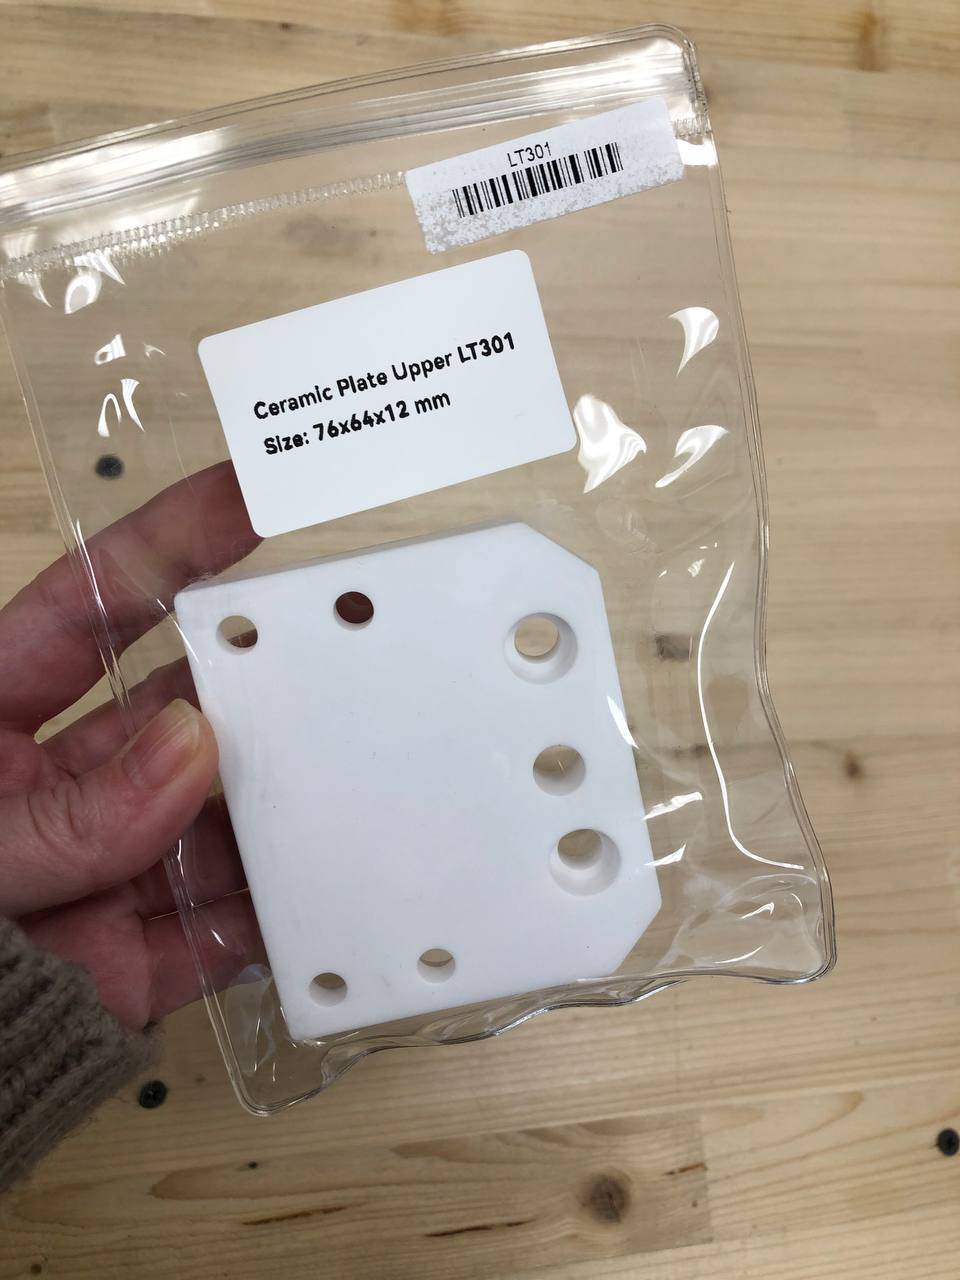 LT301
Ceramic Plate Upper LT301
Size: 76x64x12 mm